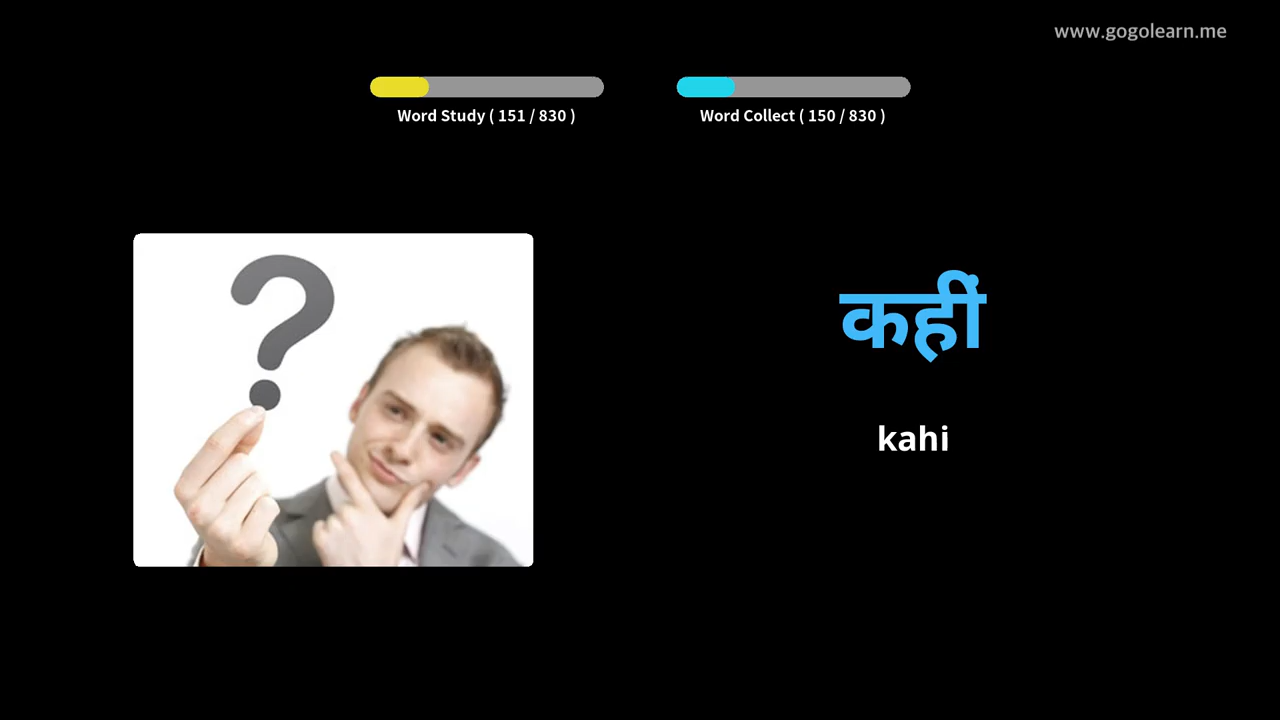 www.gogolearn.me
Word Study ( 151 / 830 )
Word Collect ( 150 / 830 )
?
कहीं
kahi